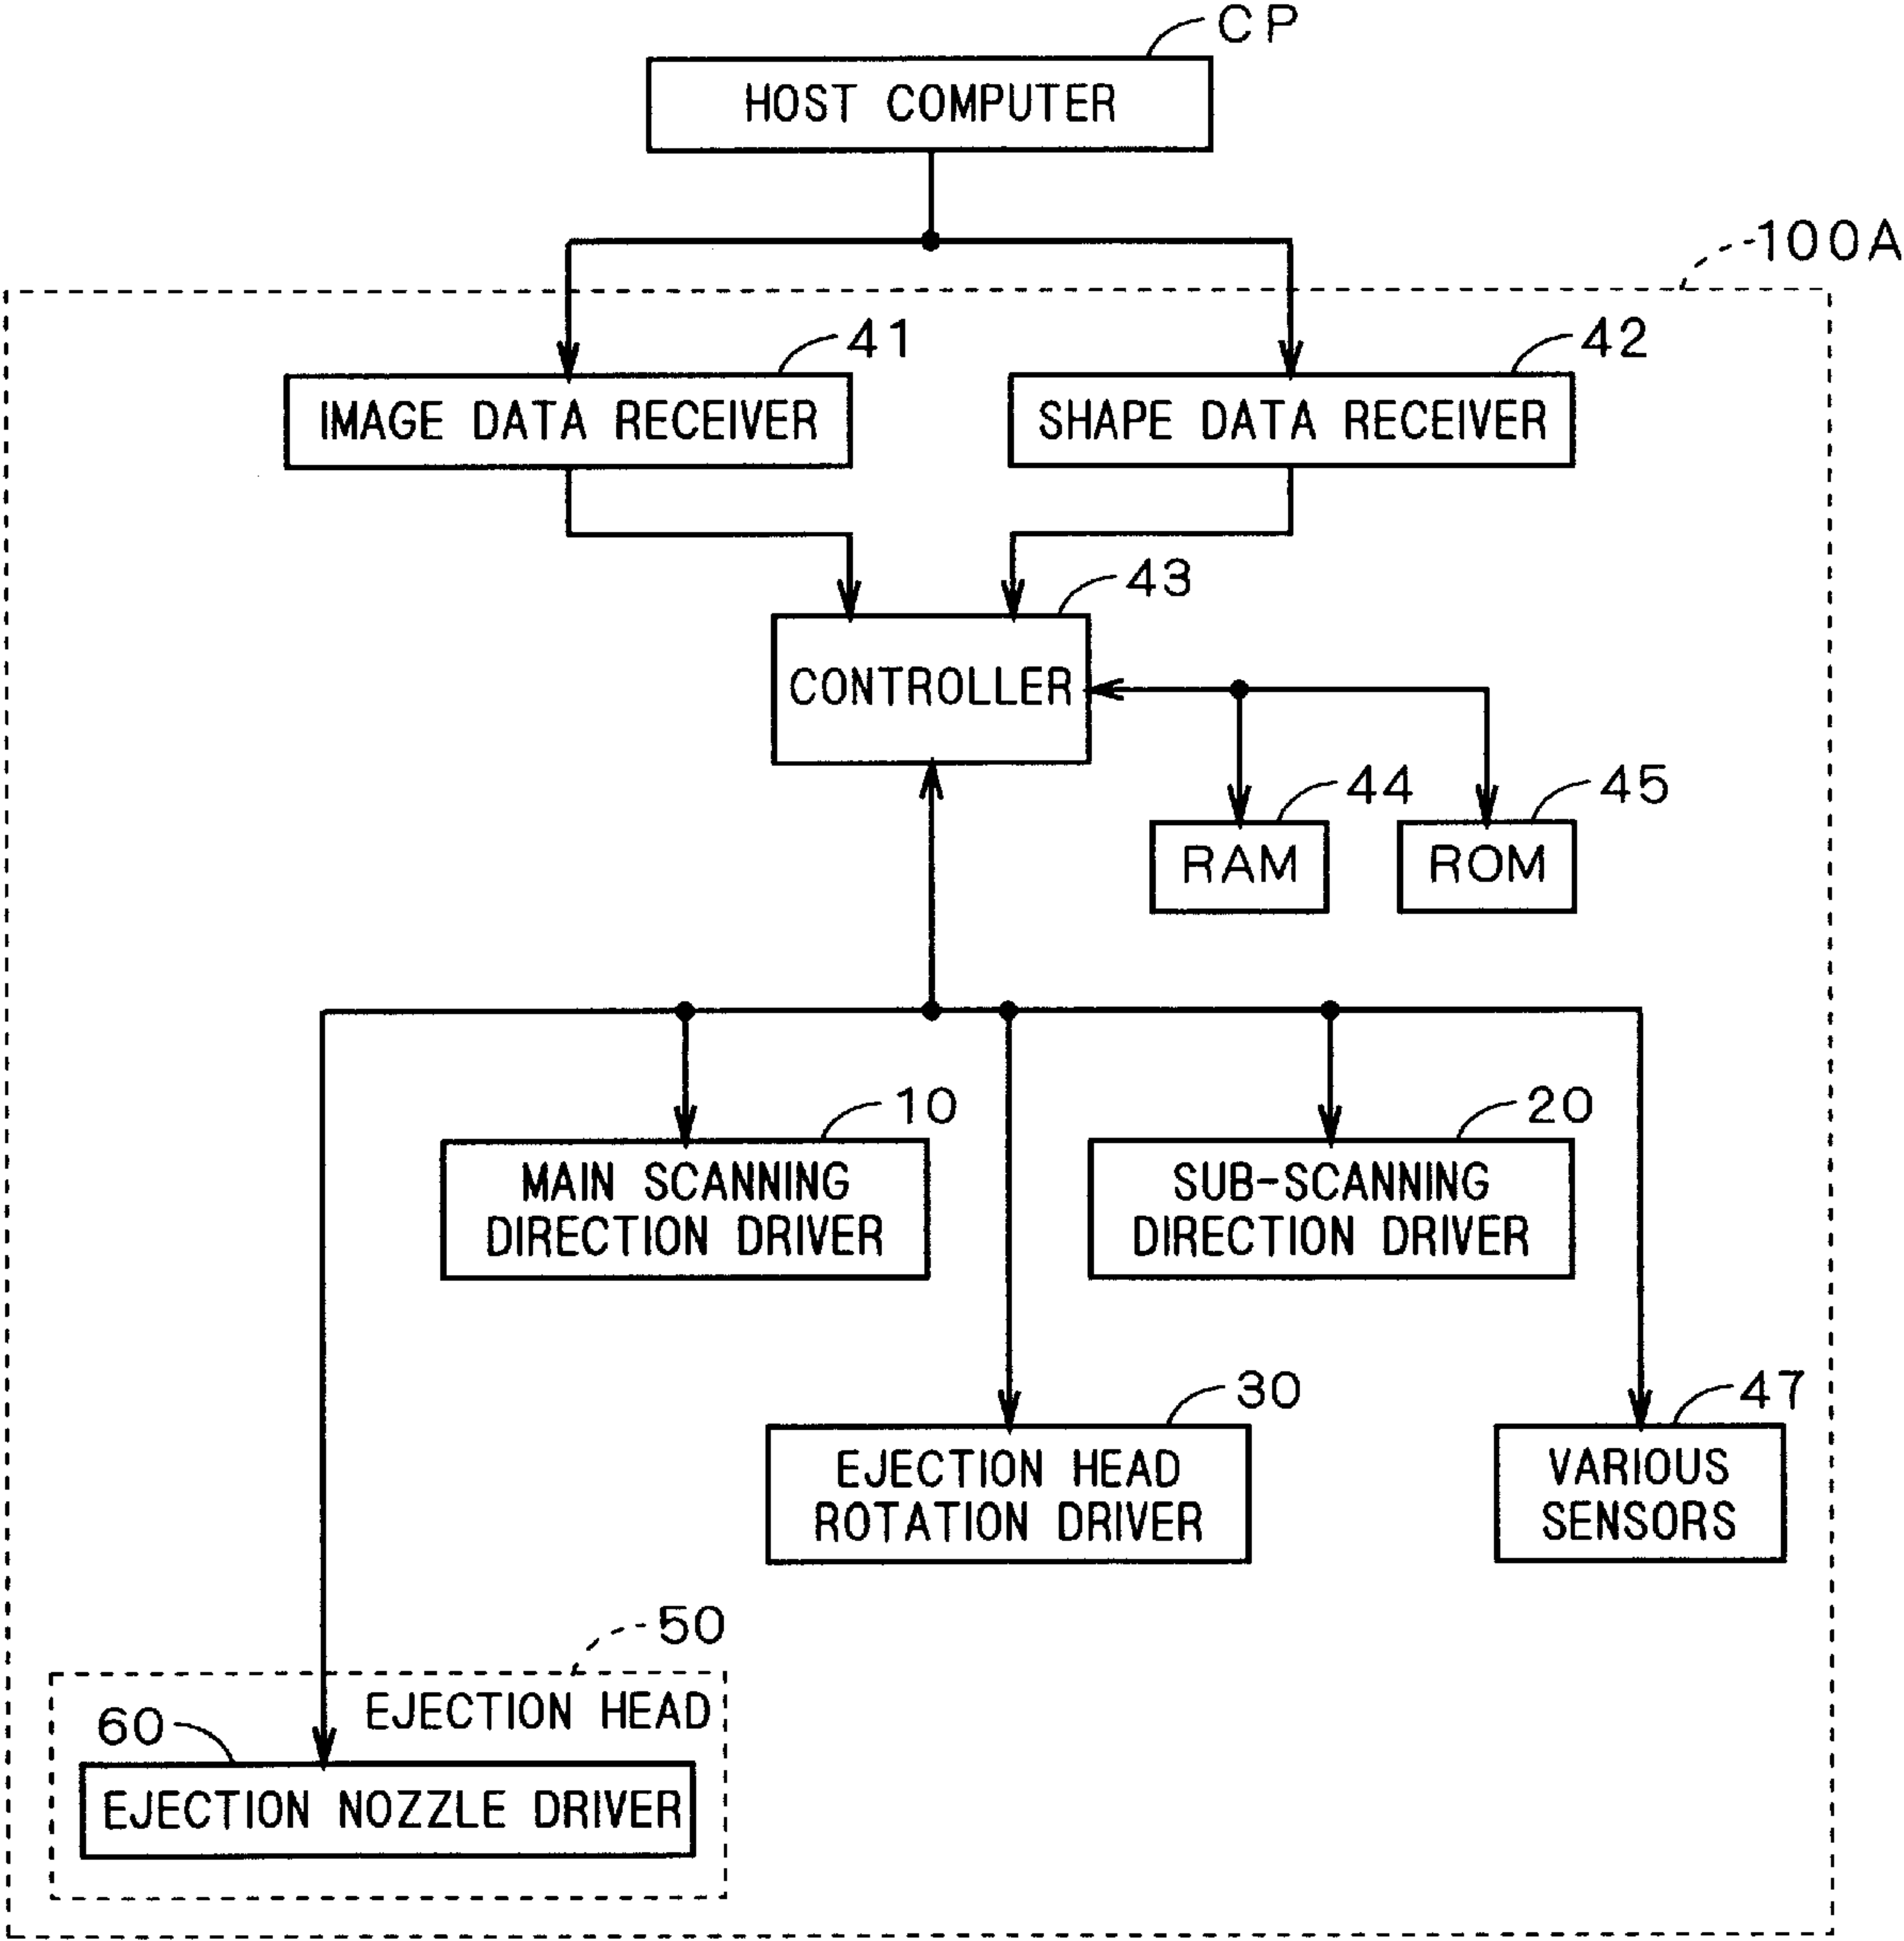 CP
HOST COMPUTER
100A
41
42
IMAGE DATA RECEIVER
SHAPE DATA RECEIVER
43
CONTROLLER
44
45
RAM
ROM
10
20
MAIN SCANNING
DIRECTION DRIVER
SUB-SCANNING
DIRECTION DRIVER
30
47
EJECTION HEAD
ROTATION DRIVER
VARIOUS
SENSORS
50
EJECTION HEAD
60
EJECTION NOZZLE DRIVER